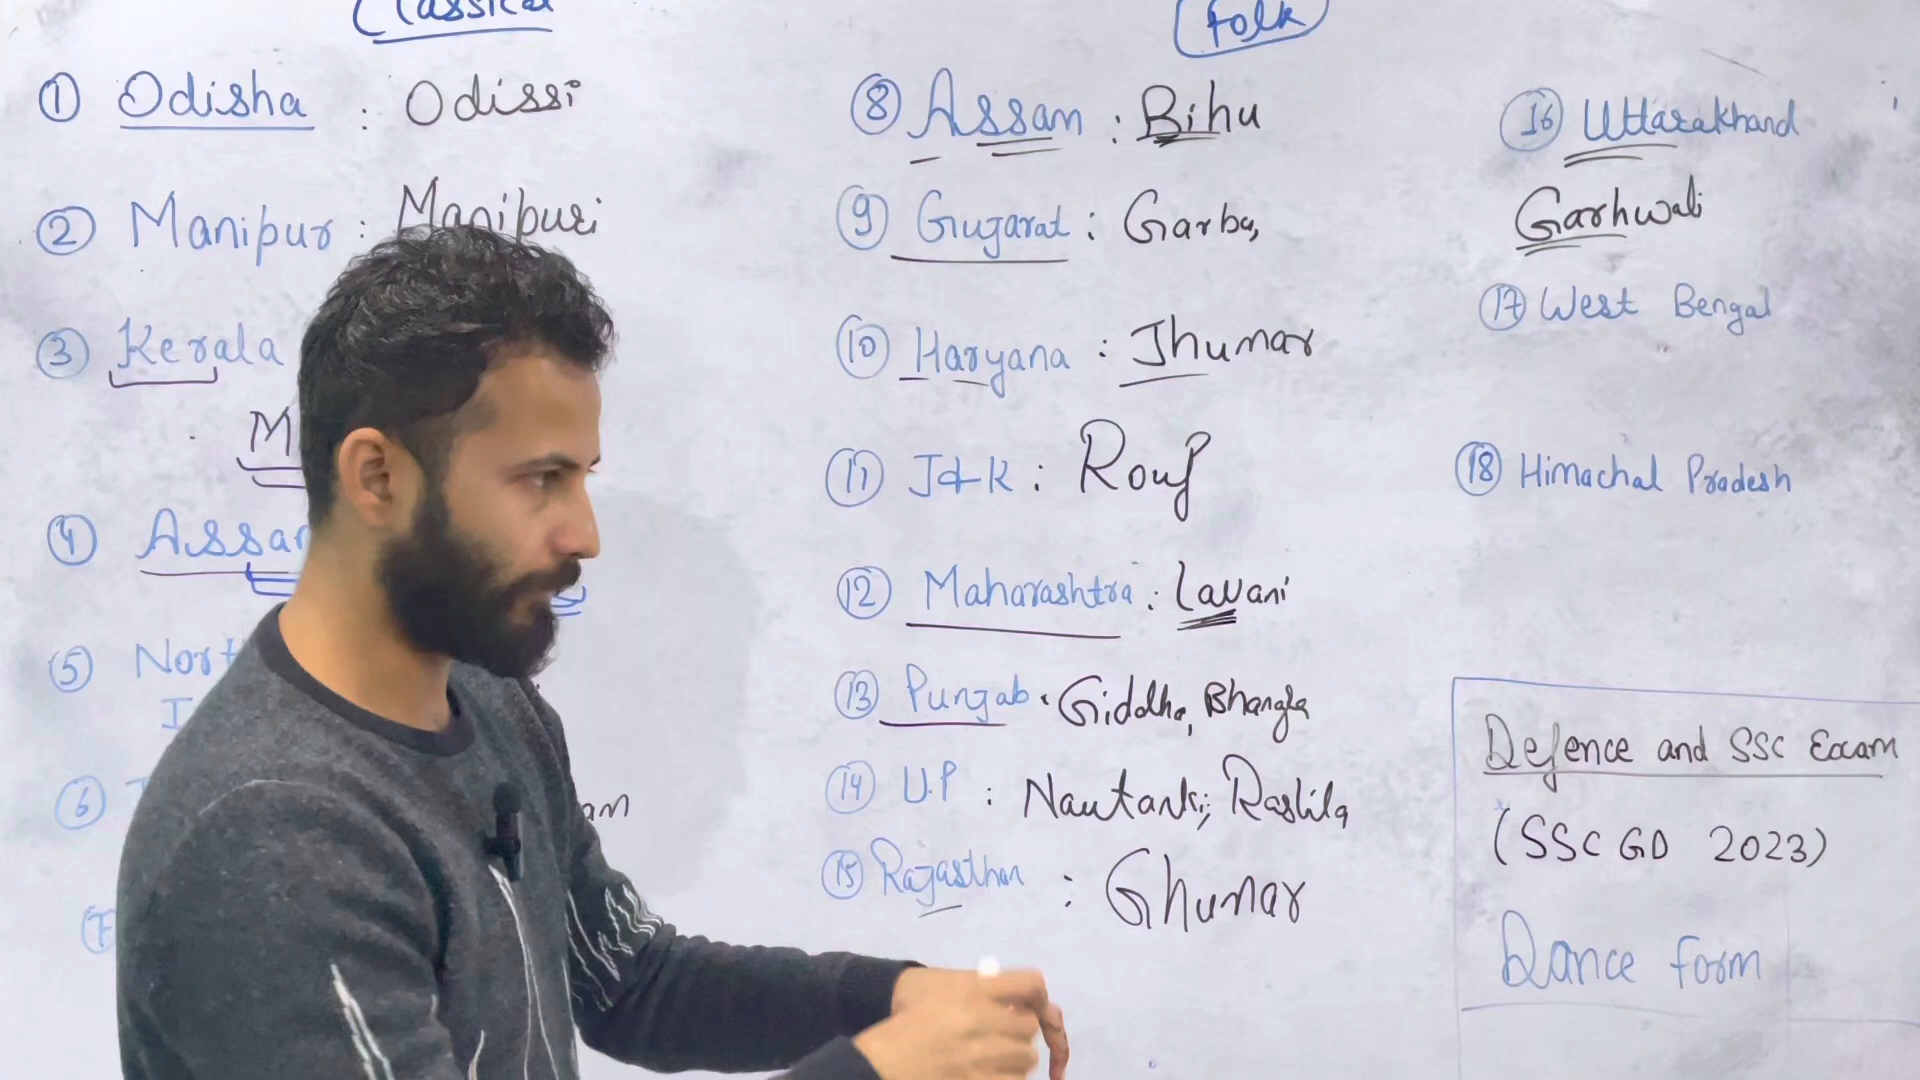 Classical
① Odisha : Odissi
② Manipur : Manipuri
③ Kerala
M
④ Assam
⑤ Nort
I
⑥
am
⑦
Folk
⑧ Assam : Bihu
⑨ Gujarat : Garba,
⑩ Haryana : Jhumar
⑪ J&K : Rouf
⑫ Maharashtra : Lavani
⑬ Punjab : Giddha, Bhangra
⑭ U.P : Nautanki, Raslila
⑮ Rajasthan : Ghumar
⑯ Uttarakhand
Garhwali
⑰ West Bengal
⑱ Himachal Pradesh
Defence and SSC Exam
(SSC GD 2023)
Dance form